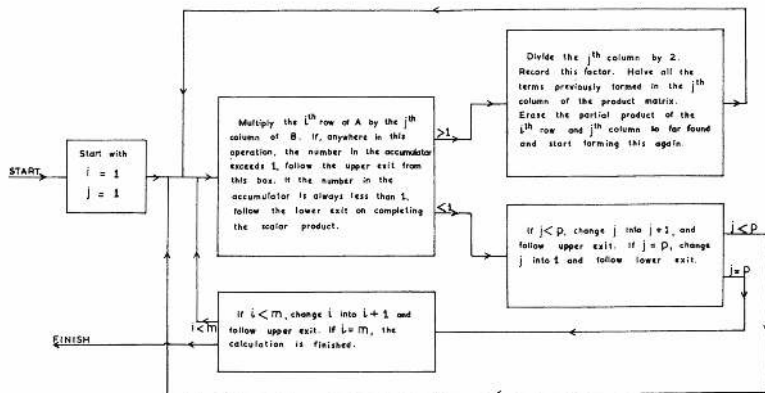 START
Start with
i = 1
j = 1
Multiply the iᵗʰ row of A by the jᵗʰ
column of B. If, anywhere in this
operation, the number in the accumulator
exceeds 1, follow the upper exit from
this box. If the number in the
accumulator is always less than 1,
follow the lower exit on completing
the scalar product.
>1
<1
Divide the jᵗʰ column by 2.
Record this factor. Halve all the
terms previously formed in the jᵗʰ
column of the product matrix.
Erase the partial product of the
iᵗʰ row and jᵗʰ column so far found
and start forming this again.
If j<p, change j into j+1, and
follow upper exit. If j = p, change
j into 1 and follow lower exit.
j<p
j=p
If i<m, change i into i+1 and
follow upper exit. If i=m, the
calculation is finished.
i<m
FINISH